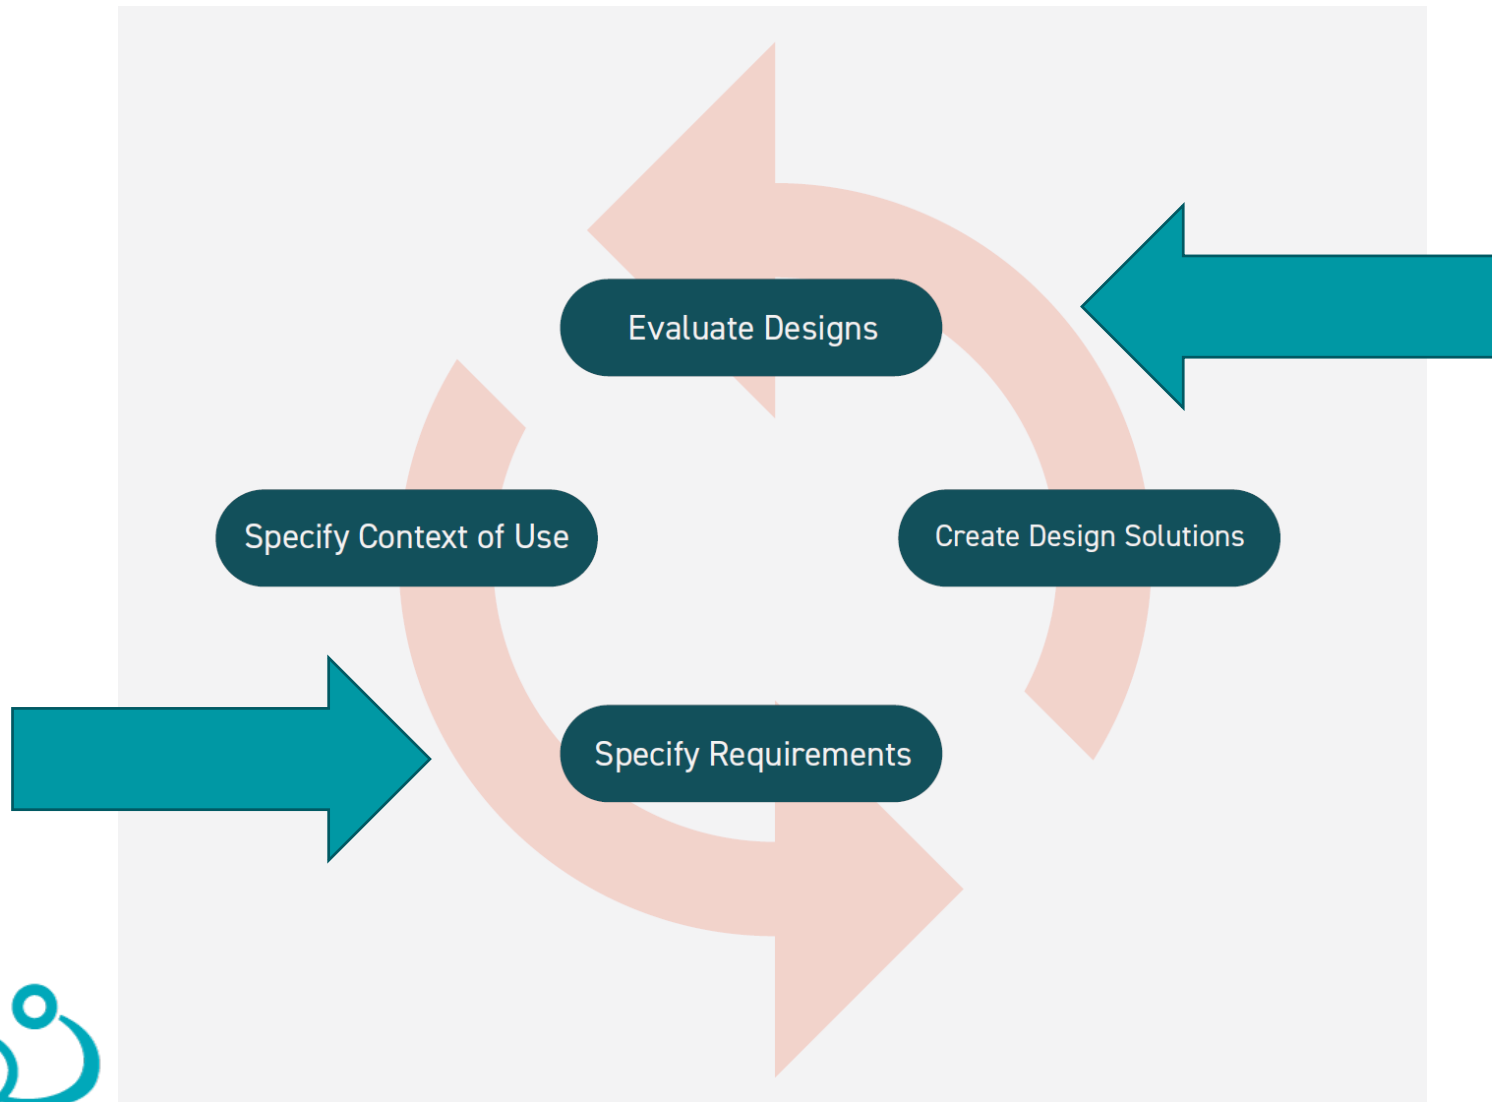 Evaluate Designs
Specify Context of Use
Create Design Solutions
Specify Requirements